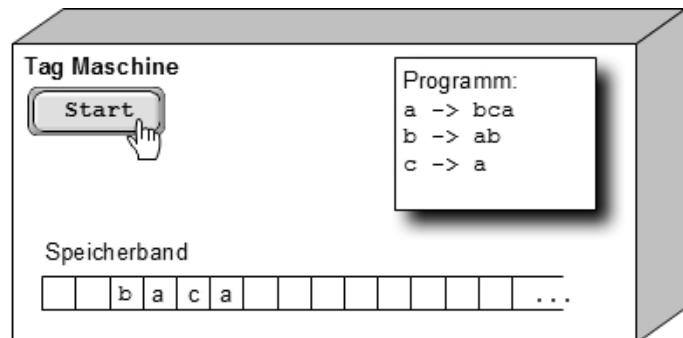 Tag Maschine
Start
Programm:
a -> bca
b -> ab
c -> a
Speicherband
b a c a ...